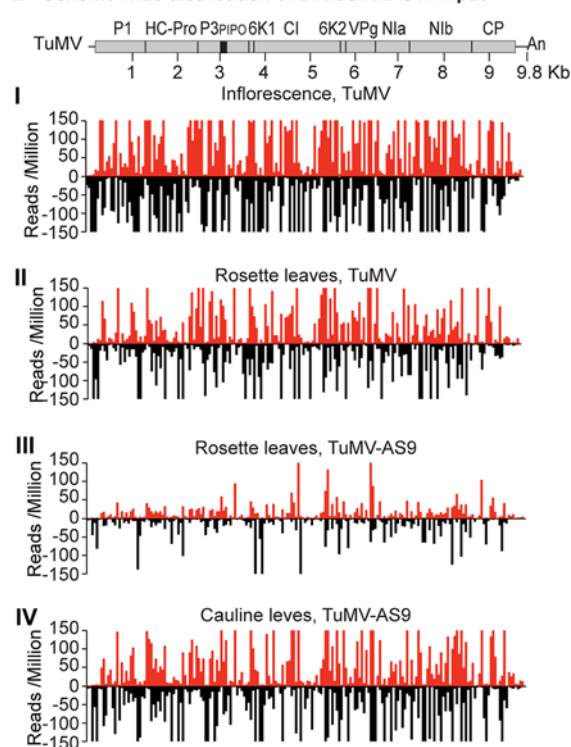 P1 HC-Pro P3PIPO 6K1 CI 6K2 VPg NIa NIb CP
TuMV An
1 2 3 4 5 6 7 8 9 9.8 Kb
I
Inflorescence, TuMV
Reads /Million
150
100
50
0
-50
-100
-150
II
Rosette leaves, TuMV
Reads /Million
150
100
50
0
-50
100
150
III
Rosette leaves, TuMV-AS9
Reads /Million
150
100
50
0
-50
-100
-150
IV
Cauline leves, TuMV-AS9
Reads /Million
150
100
50
0
-50
-100
-150